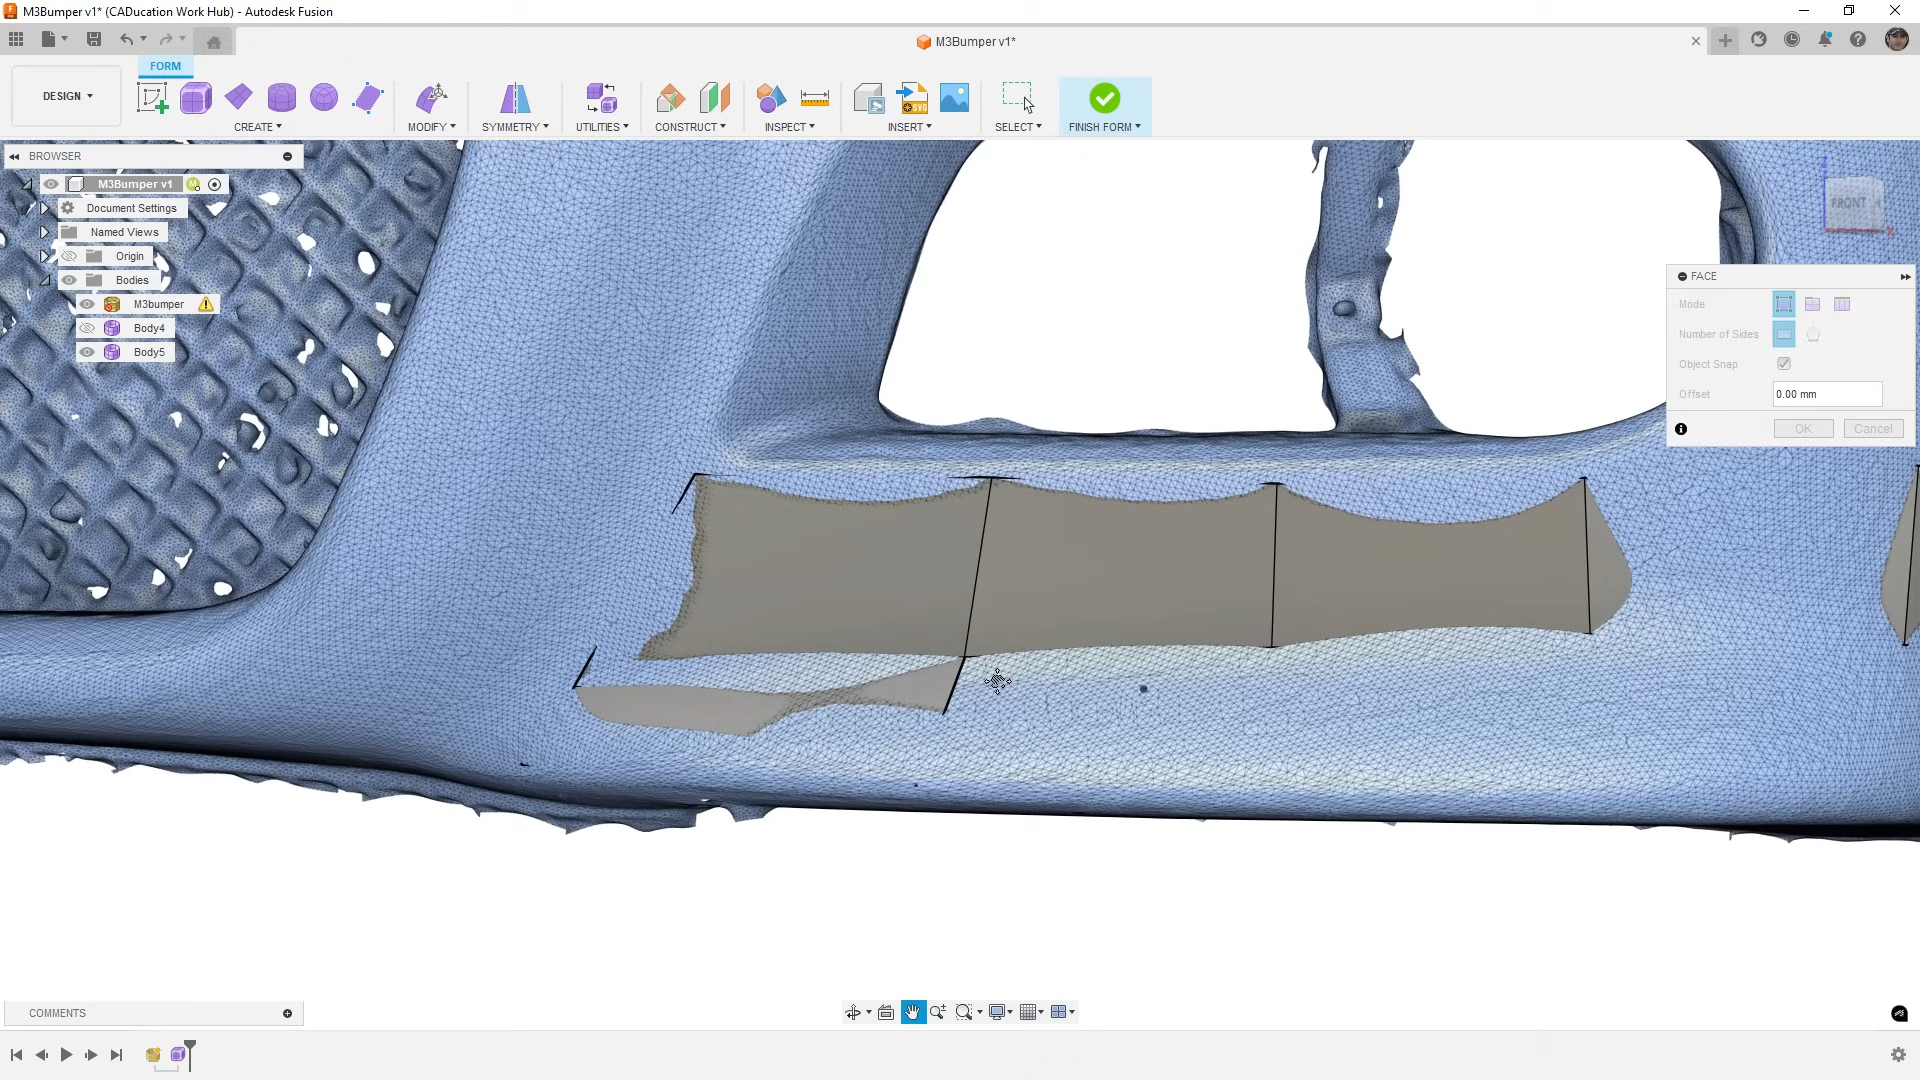 M3Bumper v1* (CADucation Work Hub) - Autodesk Fusion
M3Bumper v1*
FORM
DESIGN
CREATE
MODIFY
SYMMETRY
UTILITIES
CONSTRUCT
INSPECT
INSERT
SELECT
FINISH FORM
BROWSER
M3Bumper v1
Document Settings
Named Views
Origin
Bodies
M3bumper
Body4
Body5
FRONT
FACE
Mode
Number of Sides
Object Snap
Offset
0.00 mm
OK
Cancel
COMMENTS